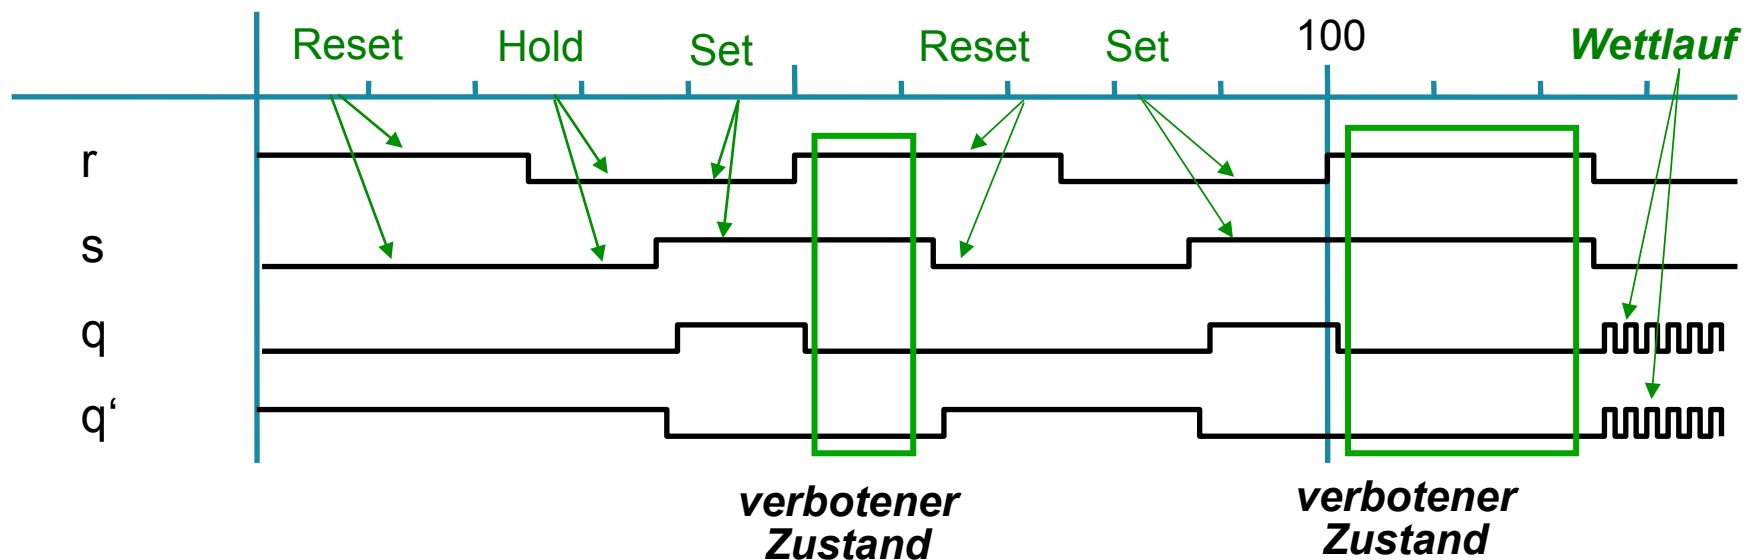 Reset Hold Set Reset Set 100 Wettlauf
r
s
q
q‘
verbotener
Zustand
verbotener
Zustand